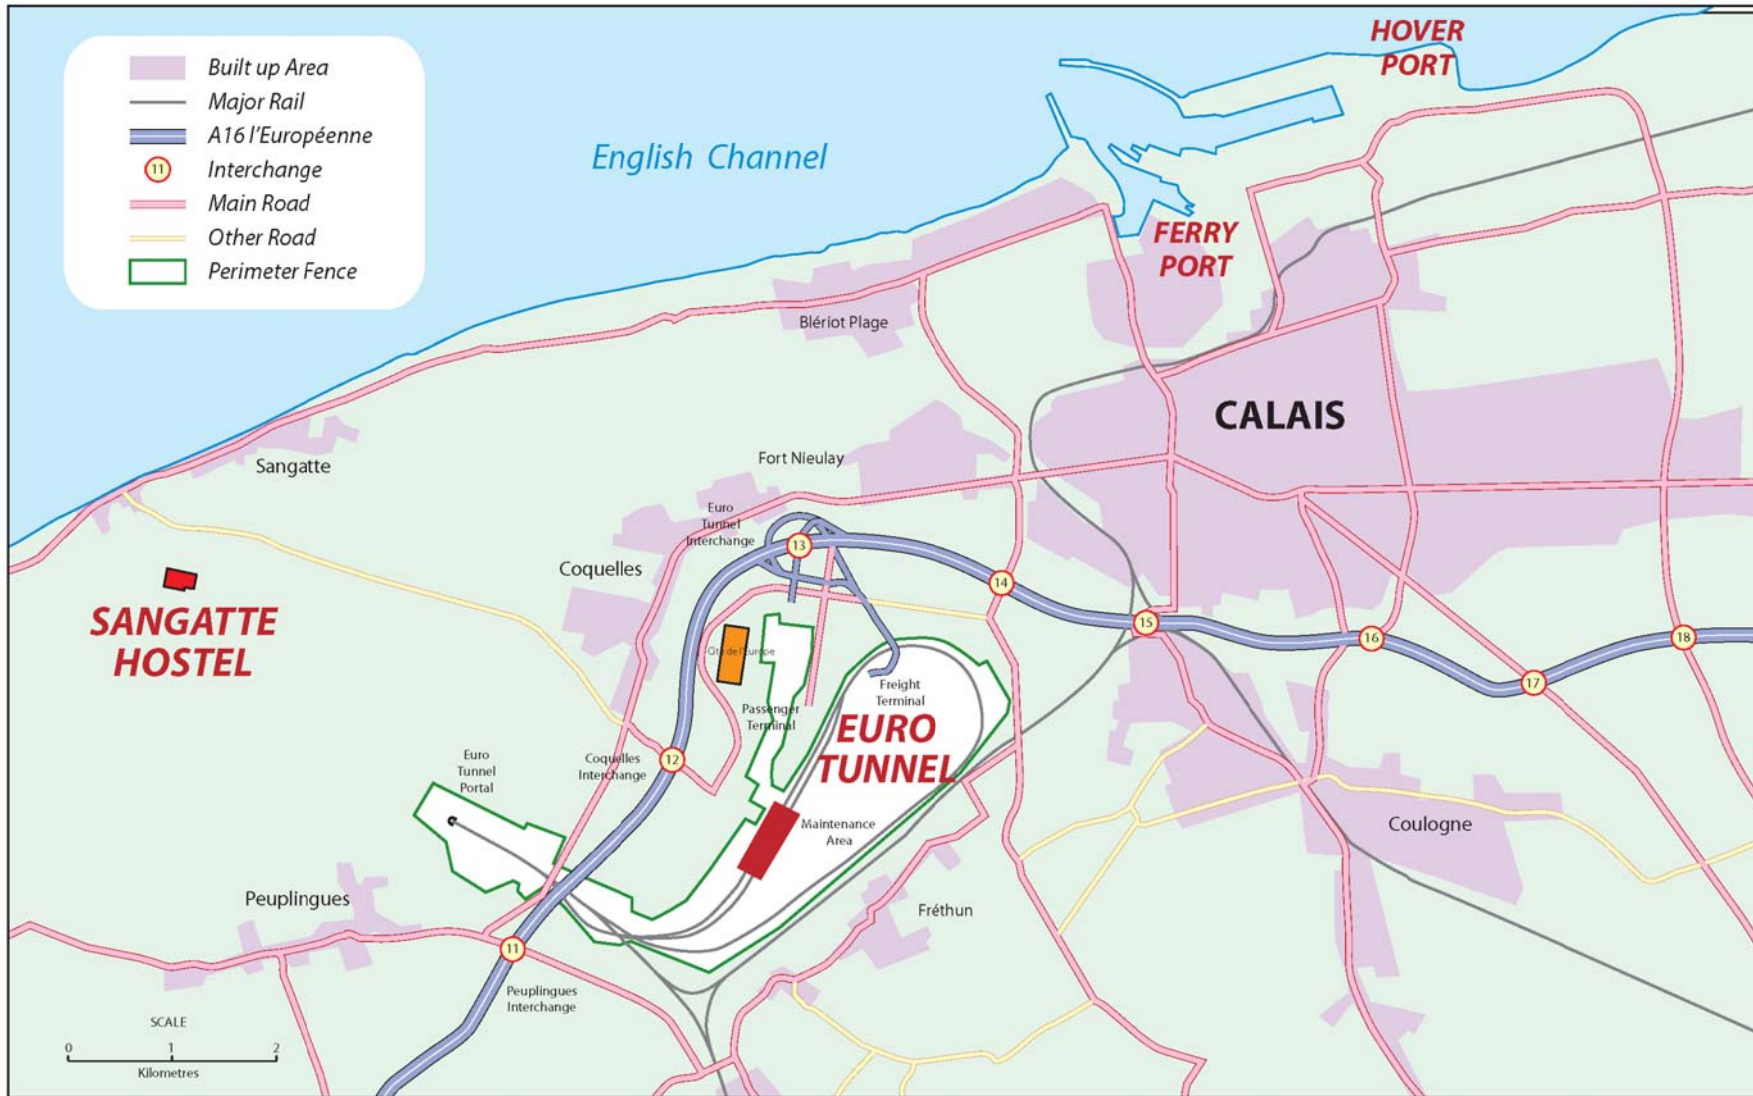 Built up Area
Major Rail
A16 l'Européenne
11
Interchange
Main Road
Other Road
Perimeter Fence
English Channel
HOVER
PORT
FERRY
PORT
Blériot Plage
CALAIS
Sangatte
Fort Nieulay
Euro
Tunnel
Interchange
13
Coquelles
14
SANGATTE
HOSTEL
15
16
18
17
Cité de l'Europe
Freight
Terminal
Passenger
Terminal
EURO
TUNNEL
Euro
Tunnel
Portal
Coquelles
Interchange
12
Maintenance
Area
Coulogne
Peuplingues
Fréthun
11
Peuplingues
Interchange
SCALE
0 1 2
Kilometres